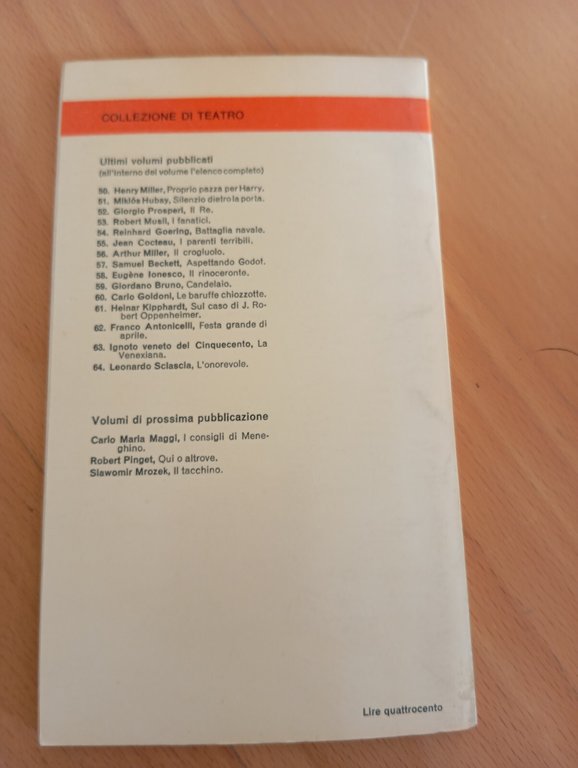 COLLEZIONE DI TEATRO
Ultimi volumi pubblicati
(all'interno del volume l'elenco completo)
50. Henry Miller, Proprio pazza per Harry.
51. Miklós Hubay, Silenzio dietro la porta.
52. Giorgio Prosperi, Il Re.
53. Robert Musil, I fanatici.
54. Reinhard Goering, Battaglia navale.
55. Jean Cocteau, I parenti terribili.
56. Arthur Miller, Il crogiuolo.
57. Samuel Beckett, Aspettando Godot.
58. Eugène Ionesco, Il rinoceronte.
59. Giordano Bruno, Candelaio.
60. Carlo Goldoni, Le baruffe chiozzotte.
61. Heinar Kipphardt, Sul caso di J. Ro-
bert Oppenheimer.
62. Franco Antonicelli, Festa grande di
aprile.
63. Ignoto veneto del Cinquecento, La
Venexiana.
64. Leonardo Sciascia, L'onorevole.
Volumi di prossima pubblicazione
Carlo Maria Maggi, I consigli di Mene-
ghino.
Robert Pinget, Qui o altrove.
Slawomir Mrozek, Il tacchino.
Lire quattrocento